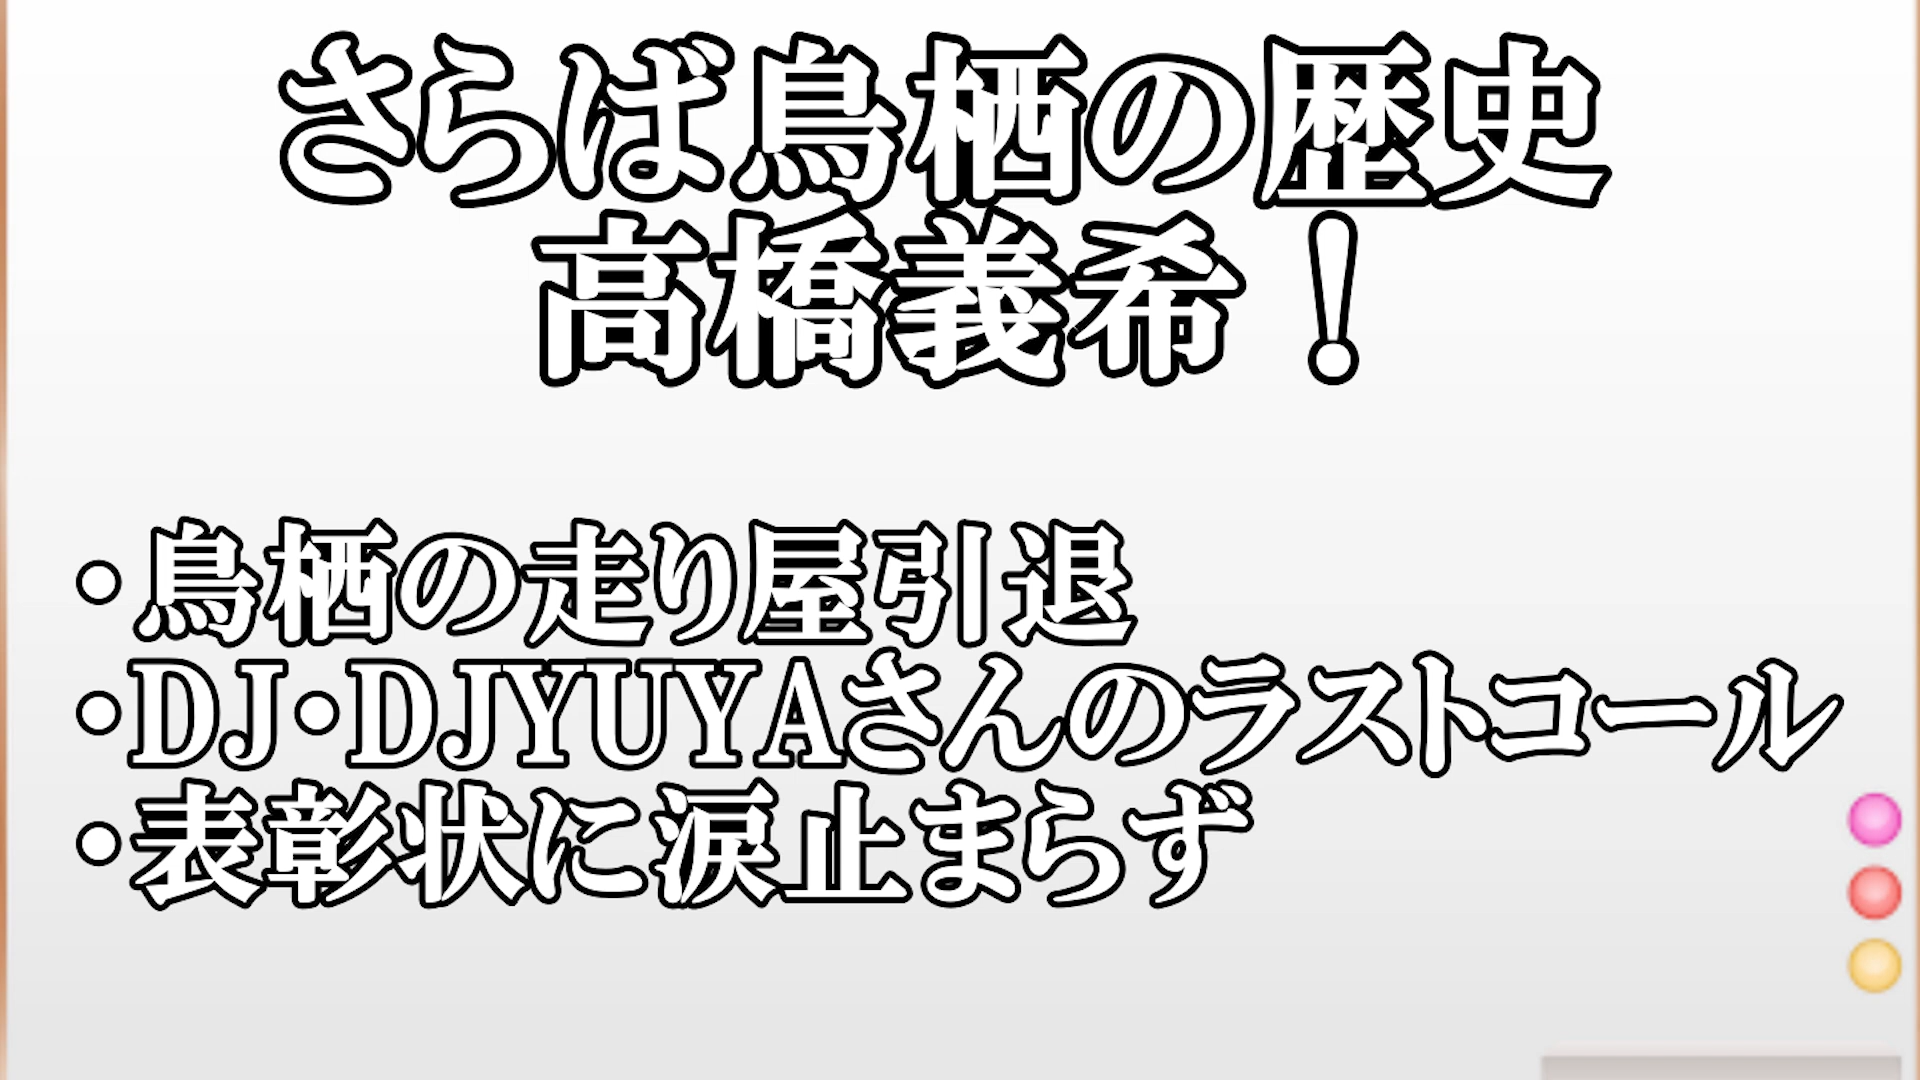 さらば鳥栖の歴史
高橋義希！
・鳥栖の走り屋引退
・DJ・DJYUYAさんのラストコール
・表彰状に涙止まらず